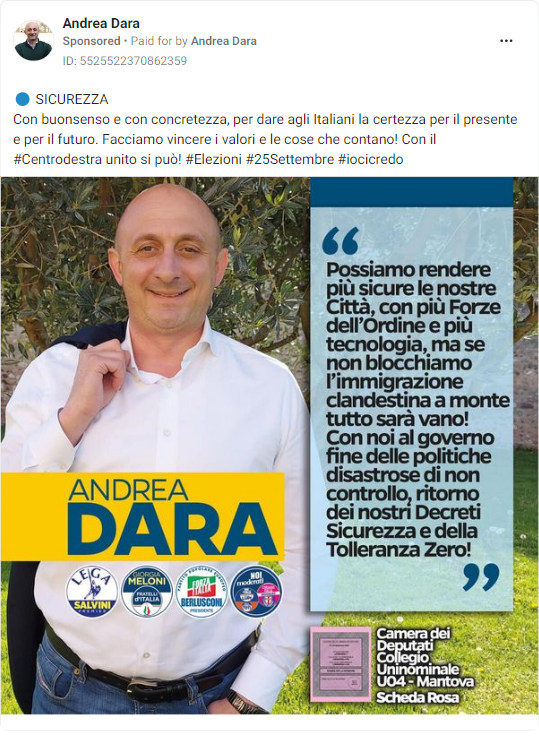 Andrea Dara
Sponsored • Paid for by Andrea Dara
ID: 5525522370862359
SICUREZZA
Con buonsenso e con concretezza, per dare agli Italiani la certezza per il presente
e per il futuro. Facciamo vincere i valori e le cose che contano! Con il
#Centrodestra unito si può! #Elezioni #25Settembre #iocicredo
“
Possiamo rendere
più sicure le nostre
Città, con più Forze
dell’Ordine e più
tecnologia, ma se
non blocchiamo
l’immigrazione
clandestina a monte
tutto sarà vano!
Con noi al governo
fine delle politiche
disastrose di non
controllo, ritorno
dei nostri Decreti
Sicurezza e della
Tolleranza Zero!
”
ANDREA
DARA
LEGA
SALVINI
PREMIER
GIORGIA
MELONI
FRATELLI
d'ITALIA
FORZA
ITALIA
BERLUSCONI
PRESIDENTE
NOI
moderati
Camera dei
Deputati
Collegio
Uninominale
U04 - Mantova
Scheda Rosa